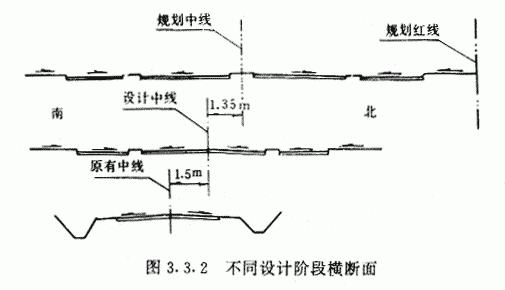 规划中线
规划红线
设计中线
1.35m
南
北
原有中线
1.5m
图 3.3.2 不同设计阶段横断面